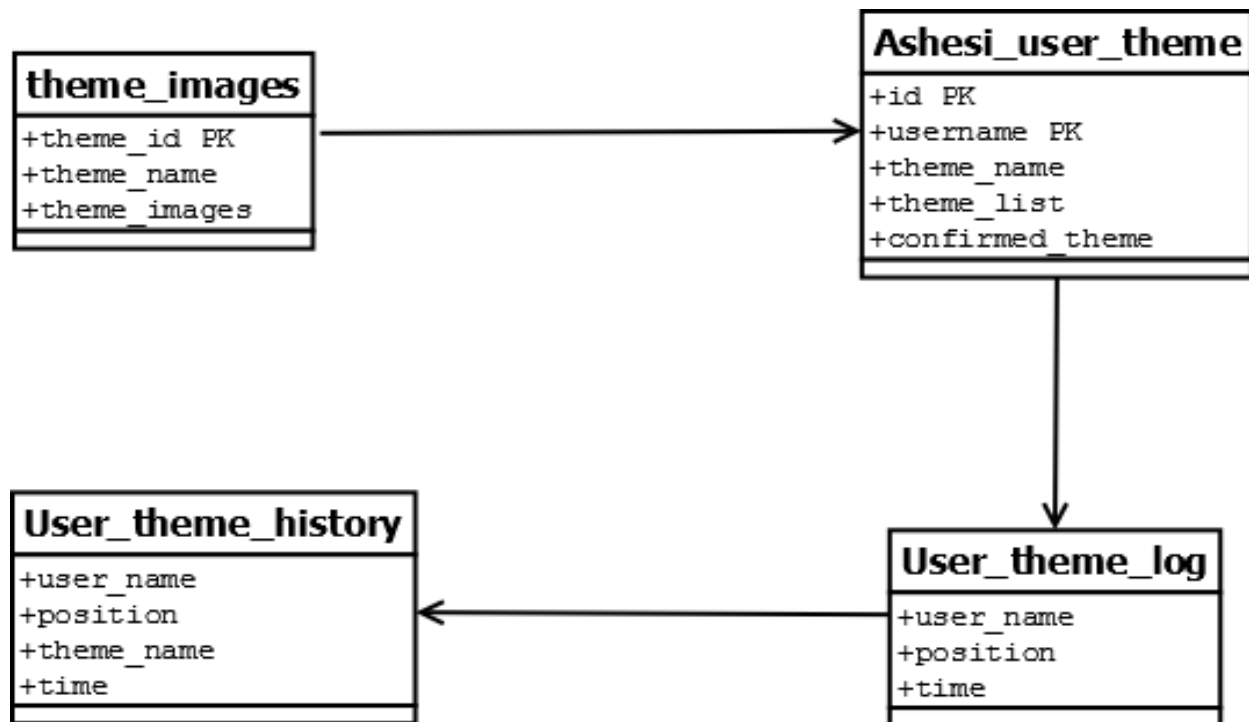 theme_images
+theme_id PK
+theme_name
+theme_images
Ashesi_user_theme
+id PK
+username PK
+theme_name
+theme_list
+confirmed_theme
User_theme_history
+user_name
+position
+theme_name
+time
User_theme_log
+user_name
+position
+time